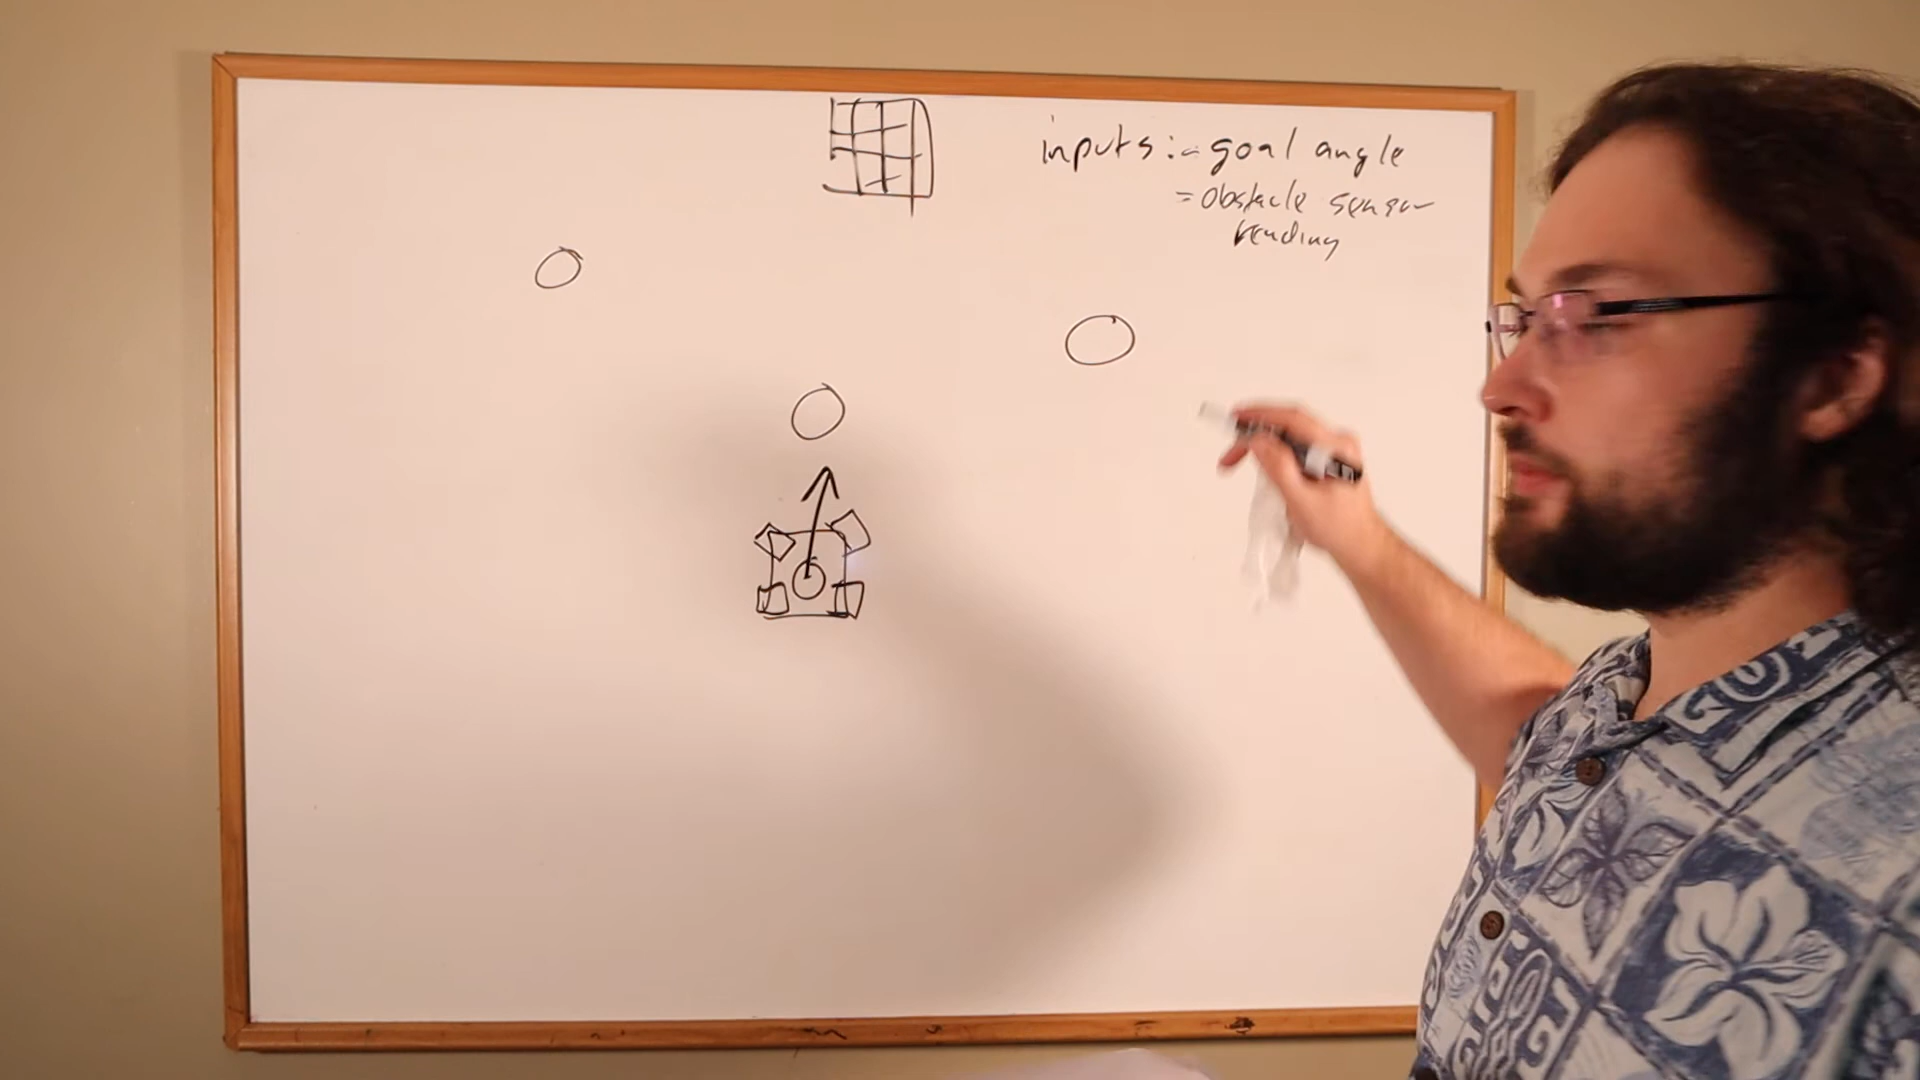 inputs: - goal angle
= Obstacle sensor
reading